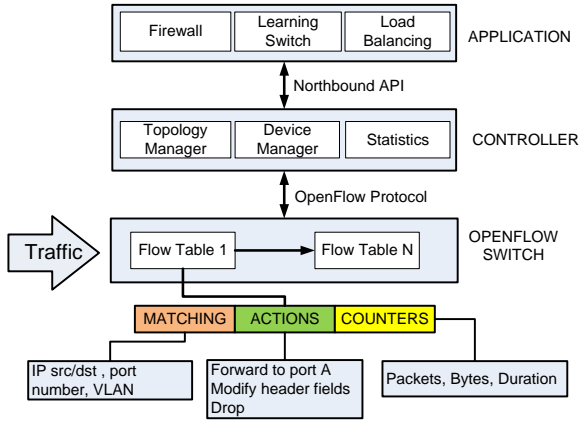 Firewall
Learning
Switch
Load
Balancing
APPLICATION
Northbound API
Topology
Manager
Device
Manager
Statistics
CONTROLLER
OpenFlow Protocol
Traffic
Flow Table 1
Flow Table N
OPENFLOW
SWITCH
MATCHING
ACTIONS
COUNTERS
IP src/dst , port
number, VLAN
Forward to port A
Modify header fields
Drop
Packets, Bytes, Duration